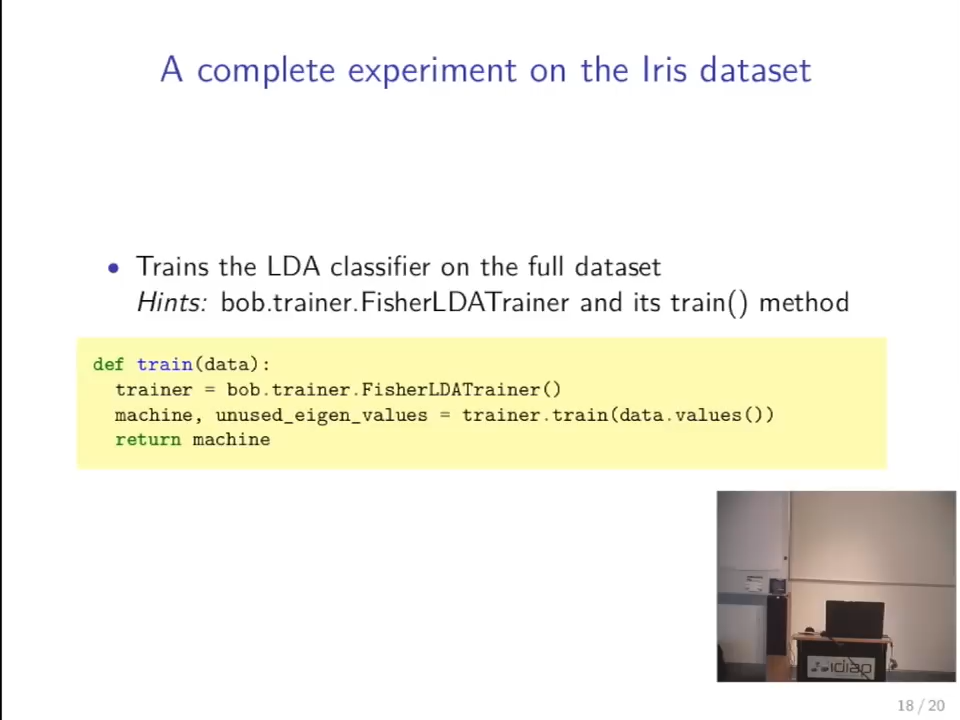 A complete experiment on the Iris dataset
• Trains the LDA classifier on the full dataset
Hints: bob.trainer.FisherLDATrainer and its train() method
def train(data):
  trainer = bob.trainer.FisherLDATrainer()
  machine, unused_eigen_values = trainer.train(data.values())
  return machine
idiap
18 / 20